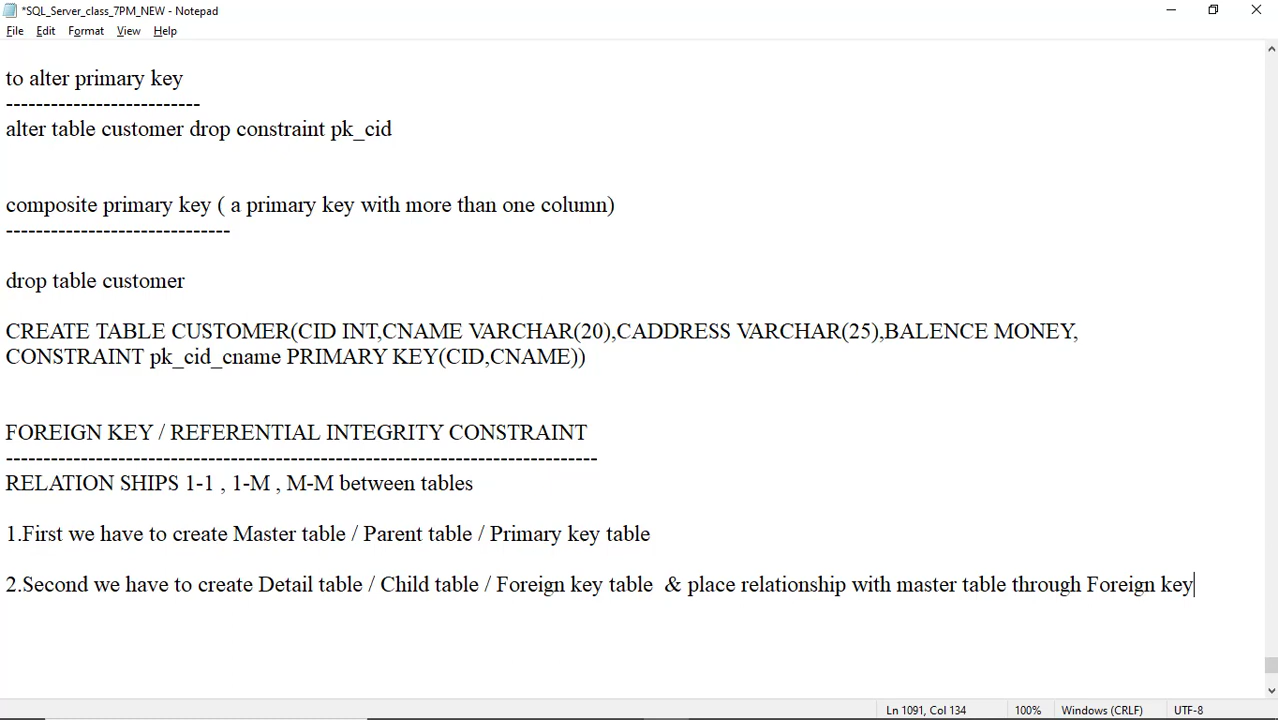 *SQL_Server_class_7PM_NEW - Notepad
File Edit Format View Help
to alter primary key
--------------------------
alter table customer drop constraint pk_cid
composite primary key ( a primary key with more than one column)
------------------------------
drop table customer
CREATE TABLE CUSTOMER(CID INT,CNAME VARCHAR(20),CADDRESS VARCHAR(25),BALENCE MONEY,
CONSTRAINT pk_cid_cname PRIMARY KEY(CID,CNAME))
FOREIGN KEY / REFERENTIAL INTEGRITY CONSTRAINT
-------------------------------------------------------------------------------
RELATION SHIPS 1-1 , 1-M , M-M between tables
1.First we have to create Master table / Parent table / Primary key table
2.Second we have to create Detail table / Child table / Foreign key table  & place relationship with master table through Foreign key
Ln 1091, Col 134 100% Windows (CRLF) UTF-8